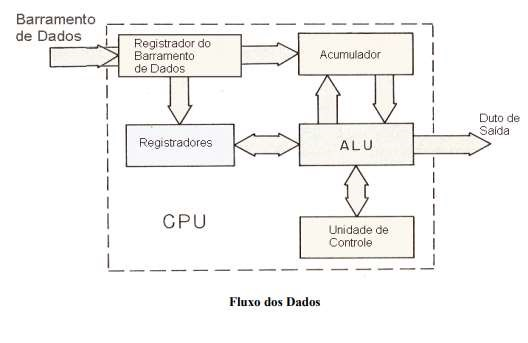 Barramento
de Dados
Registrador do
Barramento
de Dados
Acumulador
Duto de
Saída
Registradores
ALU
CPU
Unidade de
Controle
Fluxo dos Dados